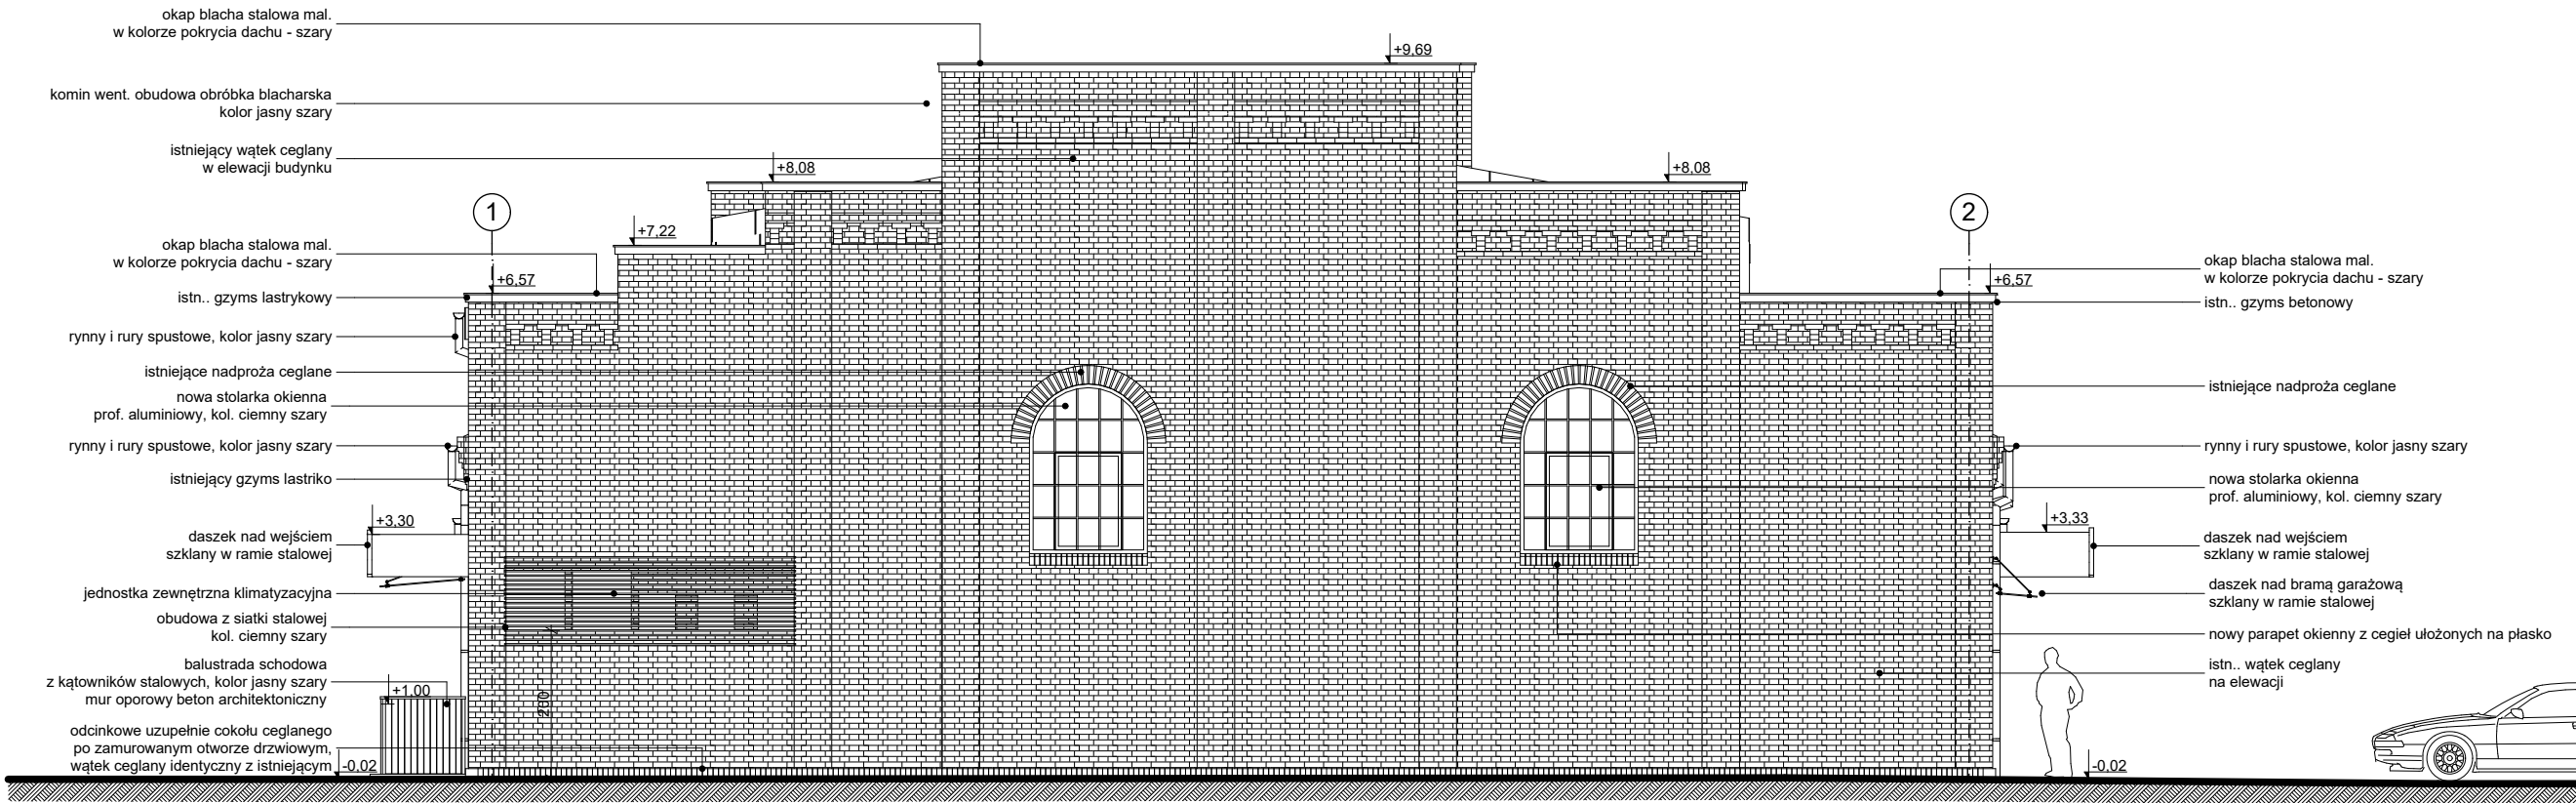 okap blacha stalowa mal.
w kolorze pokrycia dachu - szary
+9,69
komin went. obudowa obróbka blacharska
kolor jasny szary
istniejący wątek ceglany
w elewacji budynku
+8,08
+8,08
1
2
+7,22
okap blacha stalowa mal.
w kolorze pokrycia dachu - szary
+6,57
istn.. gzyms lastrykowy
rynny i rury spustowe, kolor jasny szary
istniejące nadproża ceglane
nowa stolarka okienna
prof. aluminiowy, kol. ciemny szary
rynny i rury spustowe, kolor jasny szary
istniejący gzyms lastriko
+3,30
daszek nad wejściem
szklany w ramie stalowej
jednostka zewnętrzna klimatyzacyjna
obudowa z siatki stalowej
kol. ciemny szary
balustrada schodowa
z kątowników stalowych, kolor jasny szary
mur oporowy beton architektoniczny
+1,00
200
odcinkowe uzupełnie cokołu ceglanego
po zamurowanym otworze drzwiowym,
wątek ceglany identyczny z istniejącym
-0,02
okap blacha stalowa mal.
w kolorze pokrycia dachu - szary
+6,57
istn.. gzyms betonowy
istniejące nadproża ceglane
rynny i rury spustowe, kolor jasny szary
nowa stolarka okienna
prof. aluminiowy, kol. ciemny szary
+3,33
daszek nad wejściem
szklany w ramie stalowej
daszek nad bramą garażową
szklany w ramie stalowej
nowy parapet okienny z cegieł ułożonych na płasko
istn.. wątek ceglany
na elewacji
-0,02